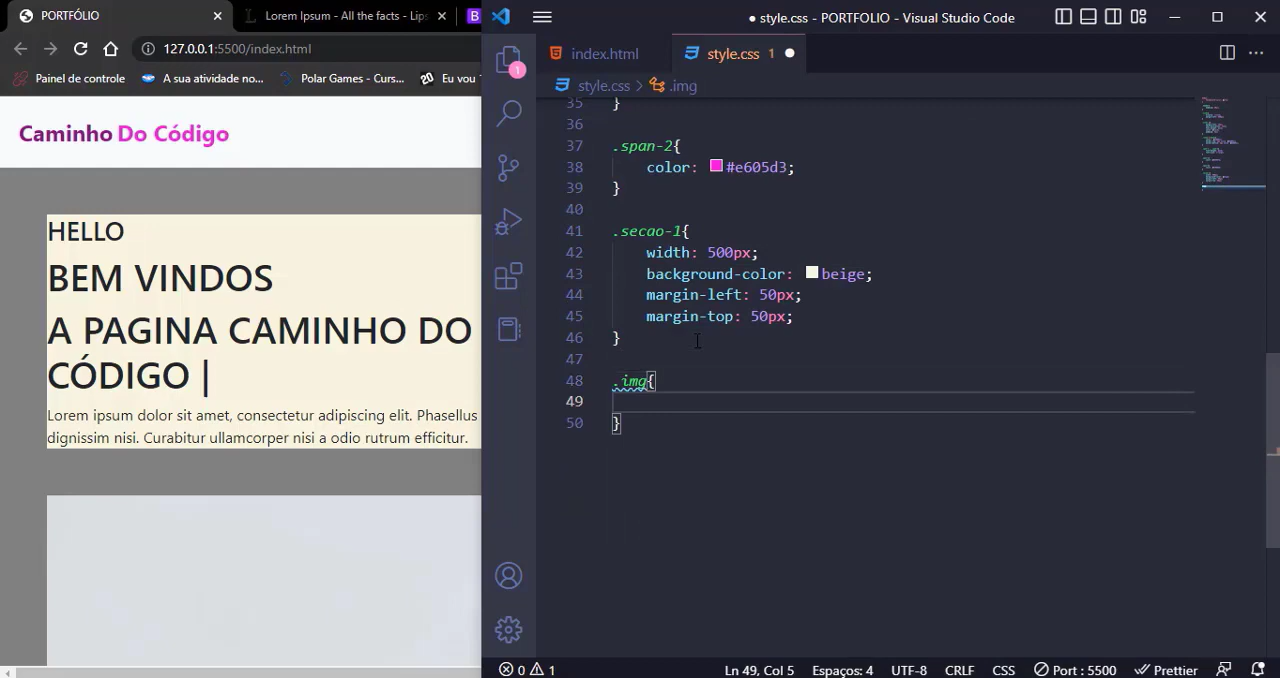 PORTFÓLIO
Lorem Ipsum - All the facts - Lips
B
127.0.0.1:5500/index.html
Painel de controle
A sua atividade no...
Polar Games - Curs...
Eu vou
Caminho Do Código
HELLO
BEM VINDOS
A PAGINA CAMINHO DO
CÓDIGO |
Lorem ipsum dolor sit amet, consectetur adipiscing elit. Phasellus
dignissim nisi. Curabitur ullamcorper nisi a odio rutrum efficitur.
● style.css - PORTFOLIO - Visual Studio Code
index.html
style.css 1
style.css > .img
1
35 }
36
37 .span-2{
38 color: #e605d3;
39 }
40
41 .secao-1{
42 width: 500px;
43 background-color: beige;
44 margin-left: 50px;
45 margin-top: 50px;
46 }
47
48 .img{
49
50 }
0 1
Ln 49, Col 5
Espaços: 4
UTF-8
CRLF
CSS
Port : 5500
Prettier